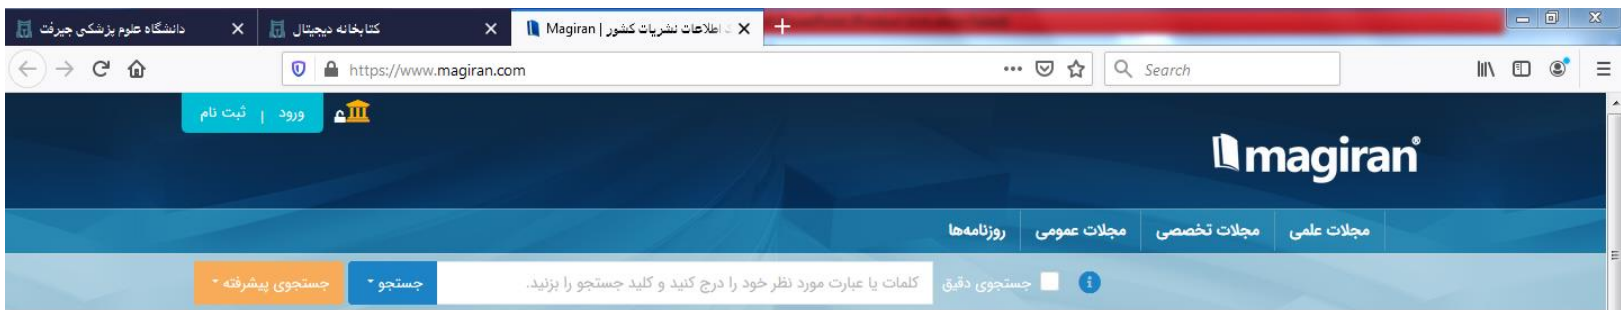 دانشگاه علوم پزشکی جیرفت
کتابخانه دیجیتال
Magiran | ک اطلاعات نشریات کشور
https://www.magiran.com
Search
ورود | ثبت نام
magiran®
مجلات علمی | مجلات تخصصی | مجلات عمومی | روزنامه‌ها
جستجوی دقیق
کلمات یا عبارت مورد نظر خود را درج کنید و کلید جستجو را بزنید.
جستجو
جستجوی پیشرفته